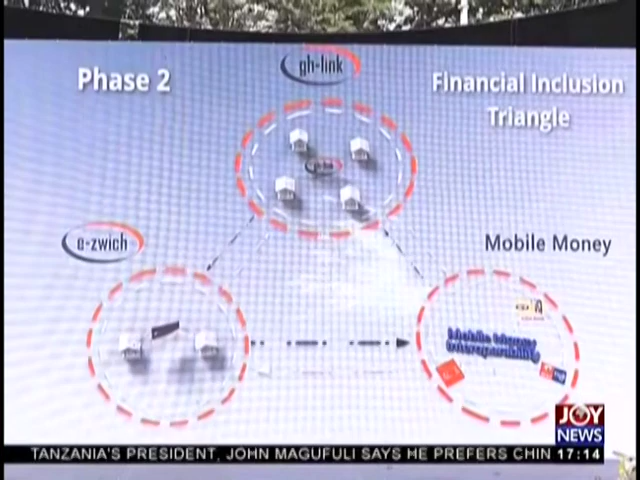 Phase 2
gh-link
Financial Inclusion
Triangle
e-zwich
Mobile Money
Mobile Money
Interoperability
JOY
NEWS
TANZANIA'S PRESIDENT, JOHN MAGUFULI SAYS HE PREFERS CHIN 17:14